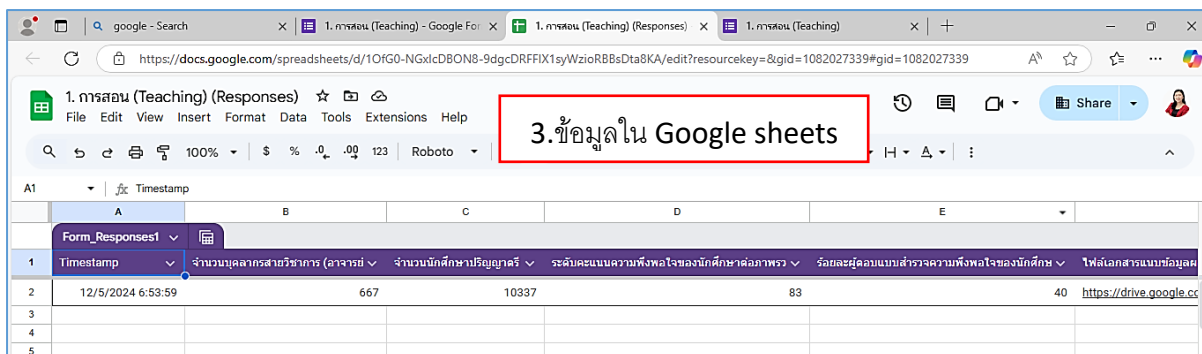 google - Search
1. การสอน (Teaching) - Google For
1. การสอน (Teaching) (Responses)
1. การสอน (Teaching)
https://docs.google.com/spreadsheets/d/1OfG0-NGxIcDBON8-9dgcDRFFIX1syWzioRBBsDta8KA/edit?resourcekey=&gid=1082027339#gid=1082027339
1. การสอน (Teaching) (Responses)
File Edit View Insert Format Data Tools Extensions Help
Share
3.ข้อมูลใน Google sheets
100% $ % .0 .00 123 Roboto
A1 fx Timestamp
A B C D E
Form_Responses1
1 Timestamp จำนวนบุคลากรสายวิชาการ (อาจารย์ จำนวนนักศึกษาปริญญาตรี ระดับคะแนนความพึงพอใจของนักศึกษาต่อภาพรว ร้อยละผู้ตอบแบบสำรวจความพึงพอใจของนักศึกษ ไฟล์เอกสารแนบข้อมูลผ
2 12/5/2024 6:53:59 667 10337 83 40 https://drive.google.cc
3
4
5